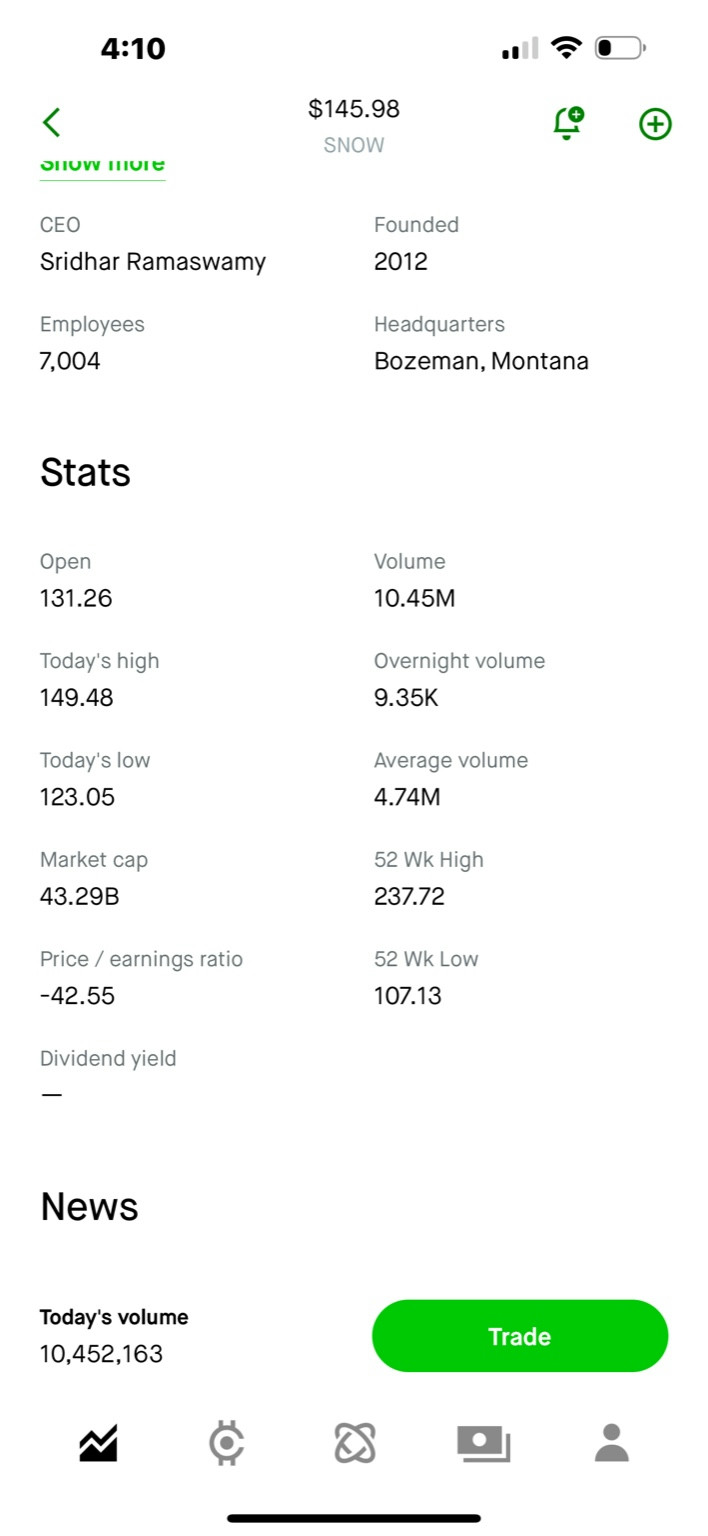 4:10
$145.98
SNOW
Show more
CEO
Founded
Sridhar Ramaswamy
2012
Employees
Headquarters
7,004
Bozeman, Montana
Stats
Open
Volume
131.26
10.45M
Today's high
Overnight volume
149.48
9.35K
Today's low
Average volume
123.05
4.74M
Market cap
52 Wk High
43.29B
237.72
Price / earnings ratio
52 Wk Low
-42.55
107.13
Dividend yield
—
News
Today's volume
10,452,163
Trade